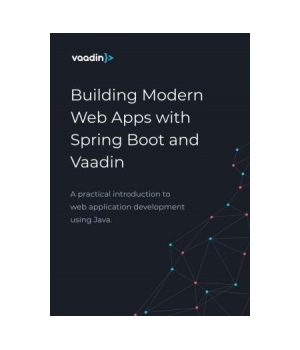 vaadin}>
Building Modern
Web Apps with
Spring Boot and
Vaadin
A practical introduction to
web application development
using Java.